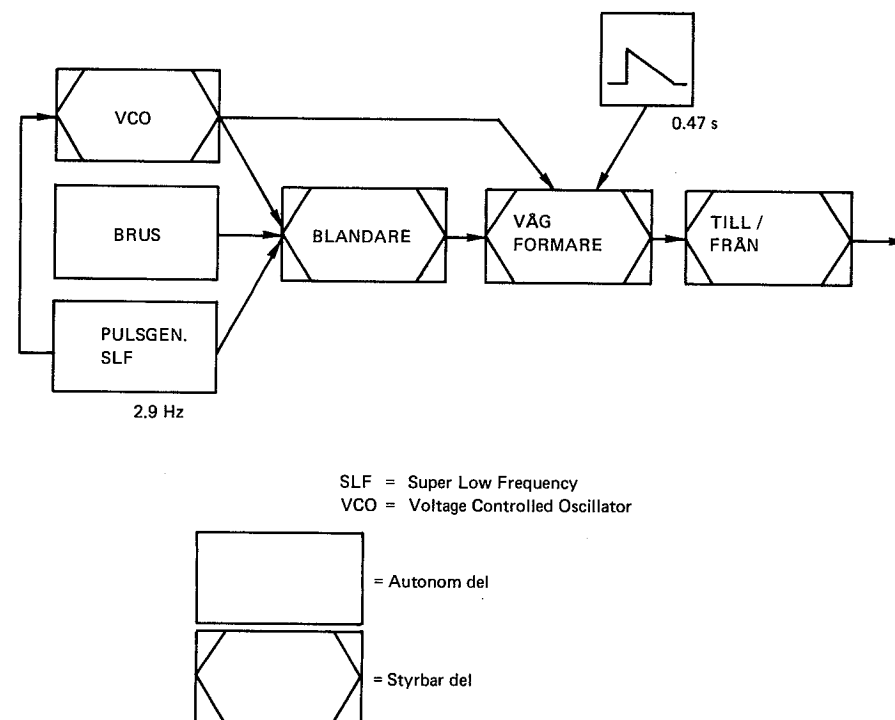 VCO
0.47 s
BRUS
BLANDARE
VÅG
FORMARE
TILL /
FRÅN
PULSGEN.
SLF
2.9 Hz
SLF = Super Low Frequency
VCO = Voltage Controlled Oscillator
= Autonom del
= Styrbar del